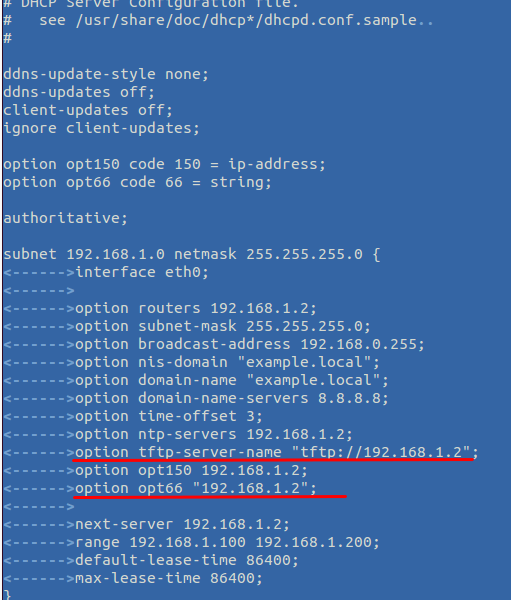 # DHCP Server Configuration file.
#   see /usr/share/doc/dhcp*/dhcpd.conf.sample..
#
ddns-update-style none;
ddns-updates off;
client-updates off;
ignore client-updates;
option opt150 code 150 = ip-address;
option opt66 code 66 = string;
authoritative;
subnet 192.168.1.0 netmask 255.255.255.0 {
<------>interface eth0;
<------>
<------>option routers 192.168.1.2;
<------>option subnet-mask 255.255.255.0;
<------>option broadcast-address 192.168.0.255;
<------>option nis-domain "example.local";
<------>option domain-name "example.local";
<------>option domain-name-servers 8.8.8.8;
<------>option time-offset 3;
<------>option ntp-servers 192.168.1.2;
<------>option tftp-server-name "tftp://192.168.1.2";
<------>option opt150 192.168.1.2;
<------>option opt66 "192.168.1.2";
<------>
<------>next-server 192.168.1.2;
<------>range 192.168.1.100 192.168.1.200;
<------>default-lease-time 86400;
<------>max-lease-time 86400;
}